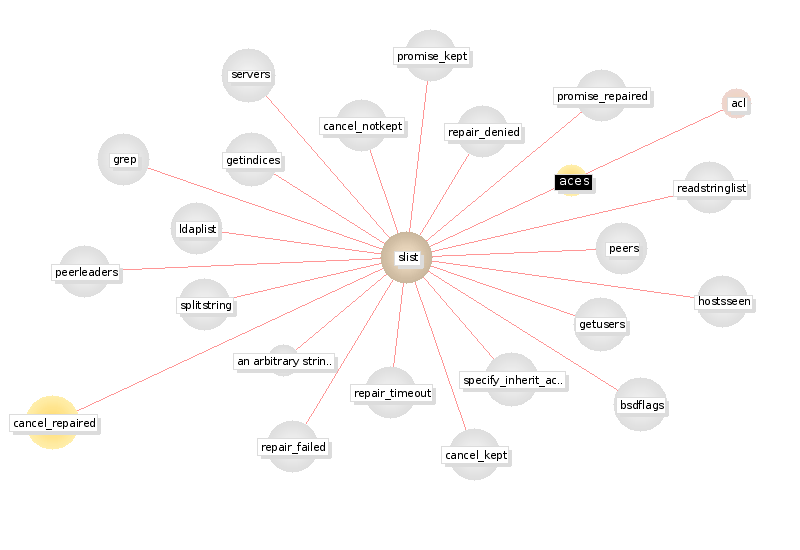 promise_kept
servers
promise_repaired
acl
cancel_notkept
repair_denied
grep
getindices
aces
readstringlist
ldaplist
peers
slist
peerleaders
hostsseen
splitstring
getusers
an arbitrary strin..
specify_inherit_ac..
repair_timeout
bsdflags
cancel_repaired
repair_failed
cancel_kept